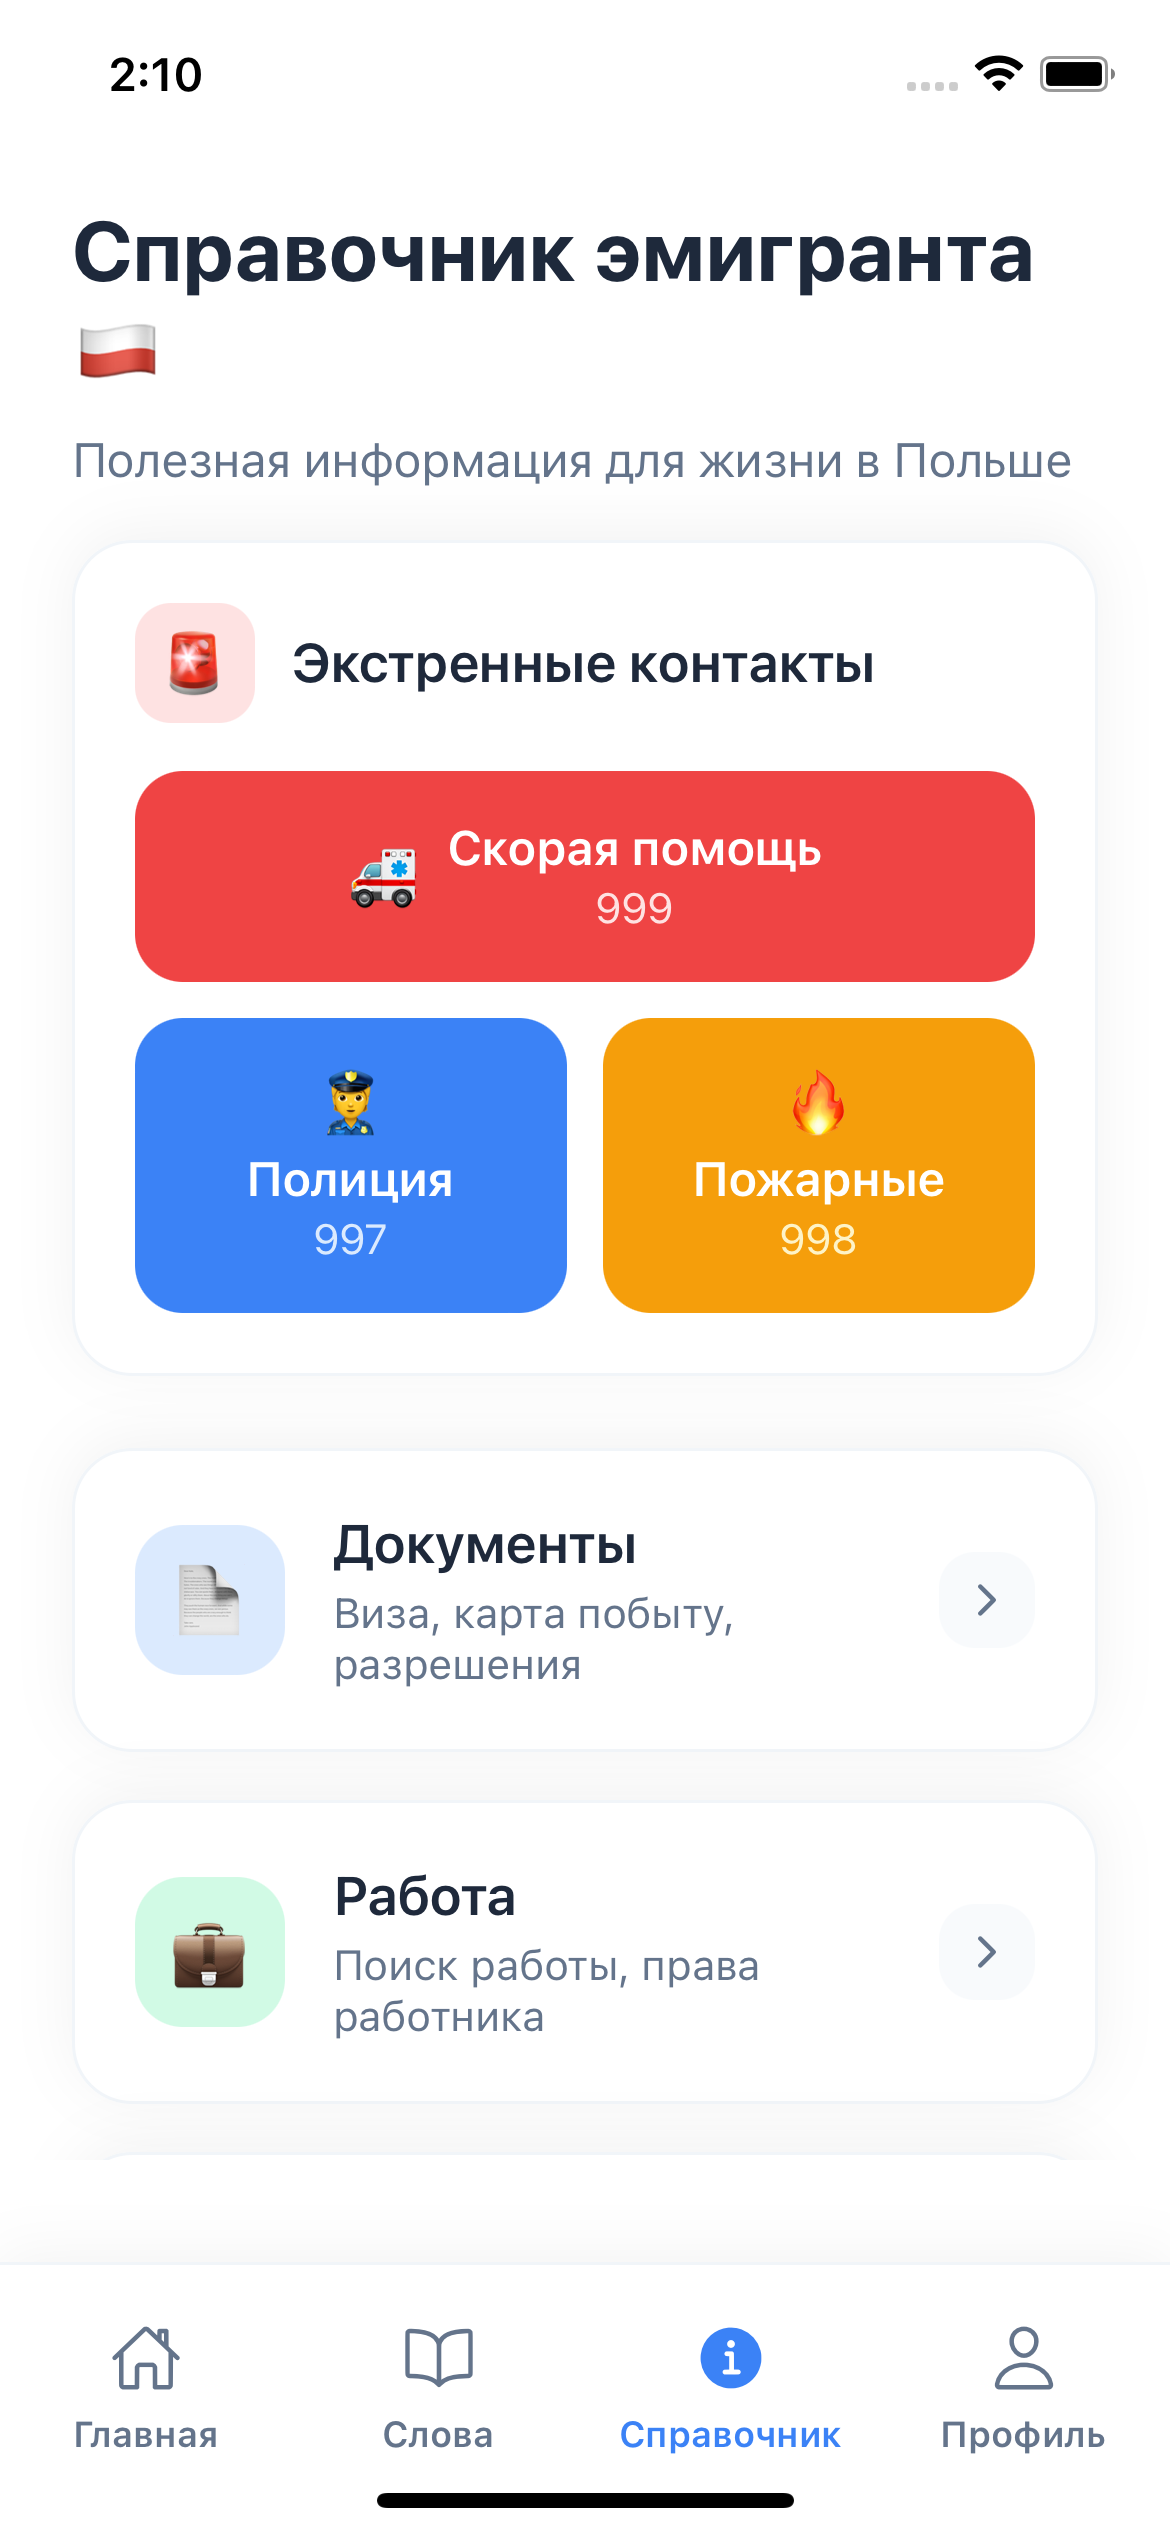 2:10
Справочник эмигранта
Полезная информация для жизни в Польше
Экстренные контакты
Скорая помощь
999
Полиция
997
Пожарные
998
Документы
Виза, карта побыту,
разрешения
Работа
Поиск работы, права
работника
Главная
Слова
Справочник
Профиль